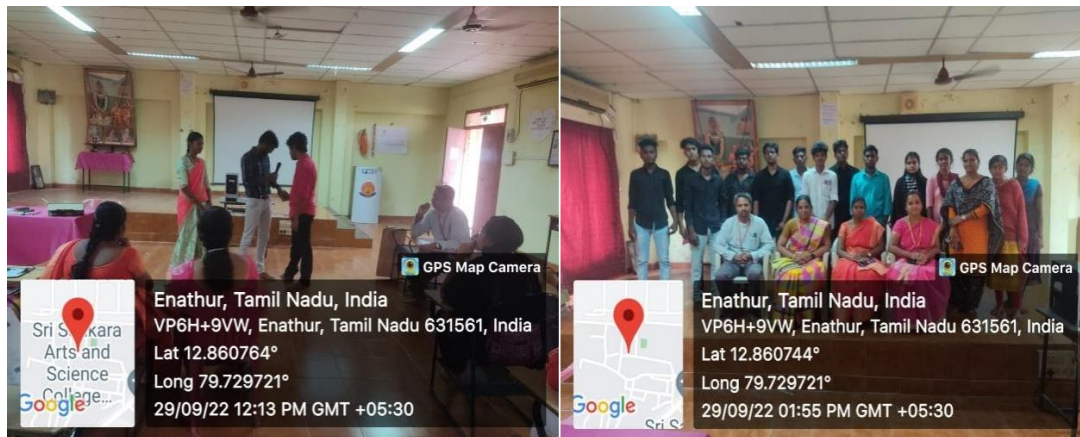 GPS Map Camera
Enathur, Tamil Nadu, India
VP6H+9VW, Enathur, Tamil Nadu 631561, India
Lat 12.860764°
Long 79.729721°
29/09/22 12:13 PM GMT +05:30
Arts and
Science
College...
Google
GPS Map Camera
Enathur, Tamil Nadu, India
VP6H+9VW, Enathur, Tamil Nadu 631561, India
Lat 12.860744°
Long 79.729721°
29/09/22 01:55 PM GMT +05:30
Google